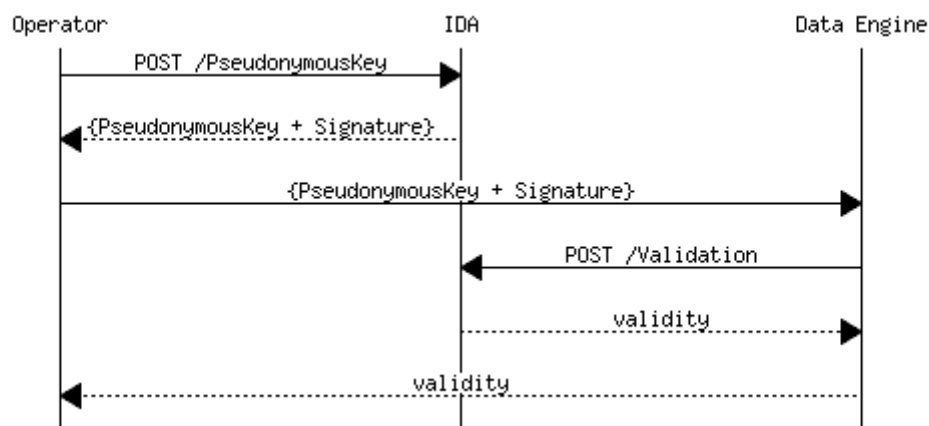 Operator IDA Data Engine
POST /PseudonymousKey
{PseudonymousKey + Signature}
{PseudonymousKey + Signature}
POST /Validation
validity
validity